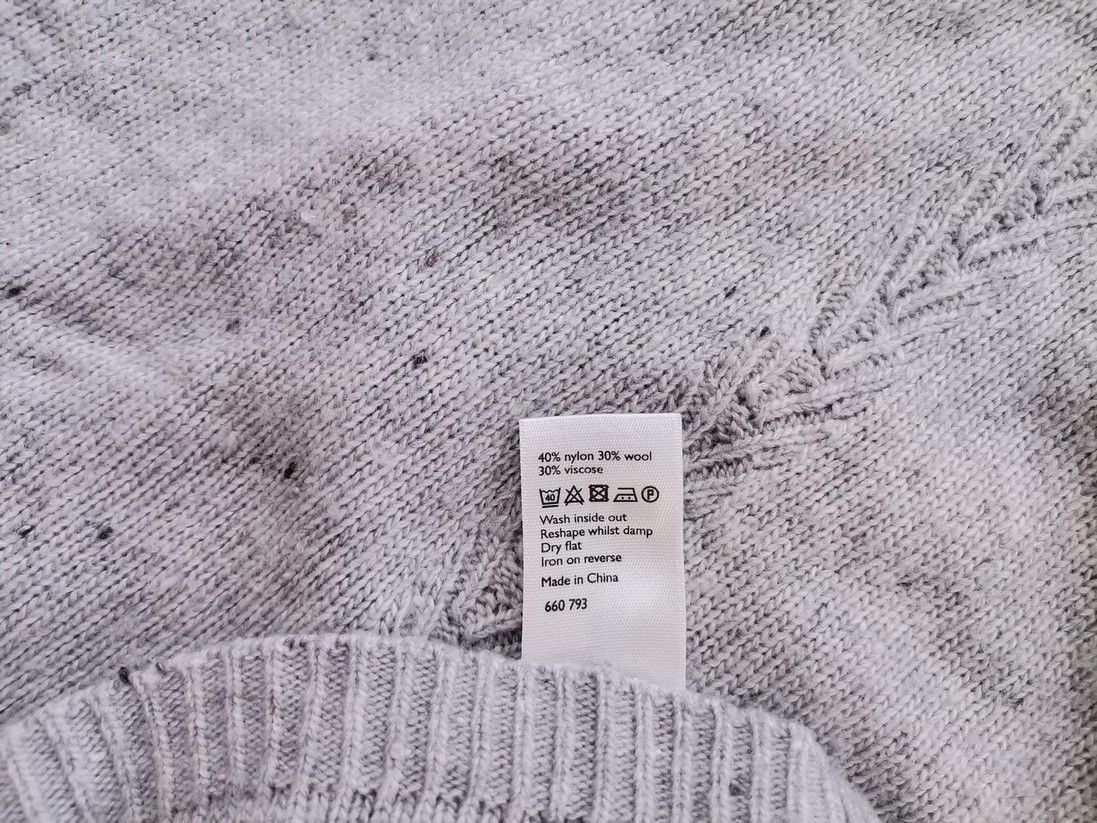 40% nylon 30% wool
30% viscose
40 P
Wash inside out
Reshape whilst damp
Dry flat
Iron on reverse
Made in China
660 793